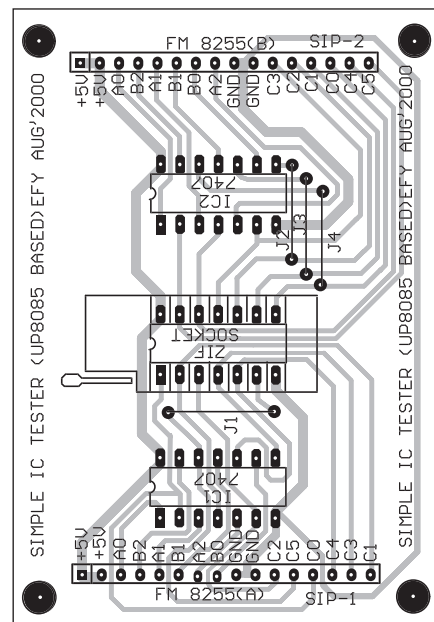 FM 8255(B) SIP-2
+5V +5V A0 B2 A1 B1 B0 A2 GND GND C3 C2 C1 C0 C4 C5
SIMPLE IC TESTER (UP8085 BASED)EFY AUG'2000
7407
IC2
J2
J3
J4
ZIF
SOCKET
J1
7407
IC1
SIMPLE IC TESTER (UP8085 BASED)EFY AUG'2000
+5V +5V A0 B2 A1 B1 A2 B0 GND GND C2 C5 C0 C4 C3 C1
FM 8255(A) SIP-1